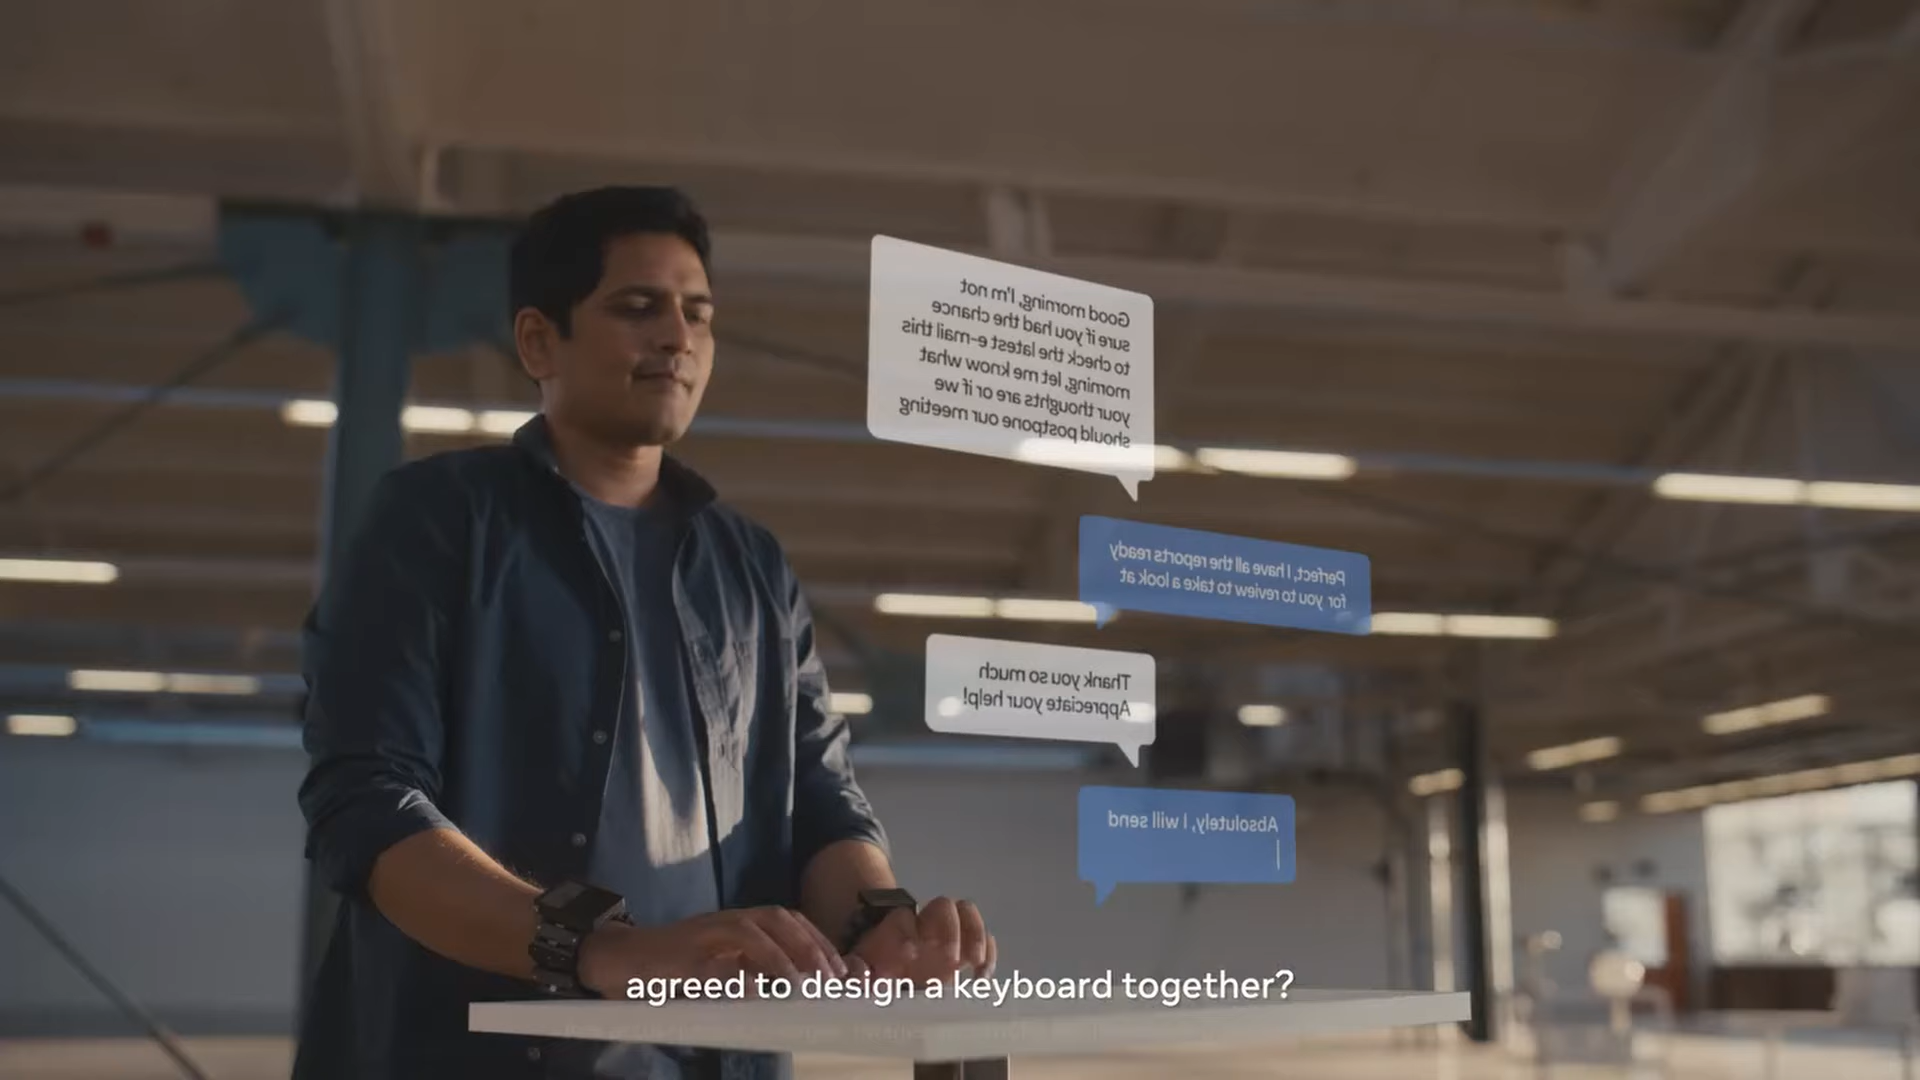 Good morning, I'm not
sure if you had the chance
to check the latest e-mail this
morning, let me know what
your thoughts are or if we
should postpone our meeting
Perfect, I have all the reports ready
for you to review to take a look at
Thank you so much
Appreciate your help!
Absolutely, I will send
agreed to design a keyboard together?